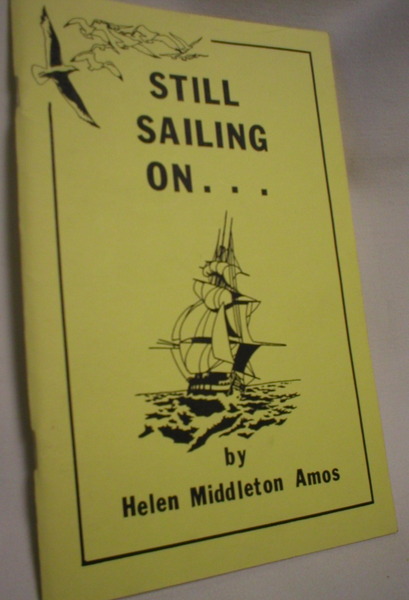 STILL
SAILING
ON...
by
Helen Middleton Amos